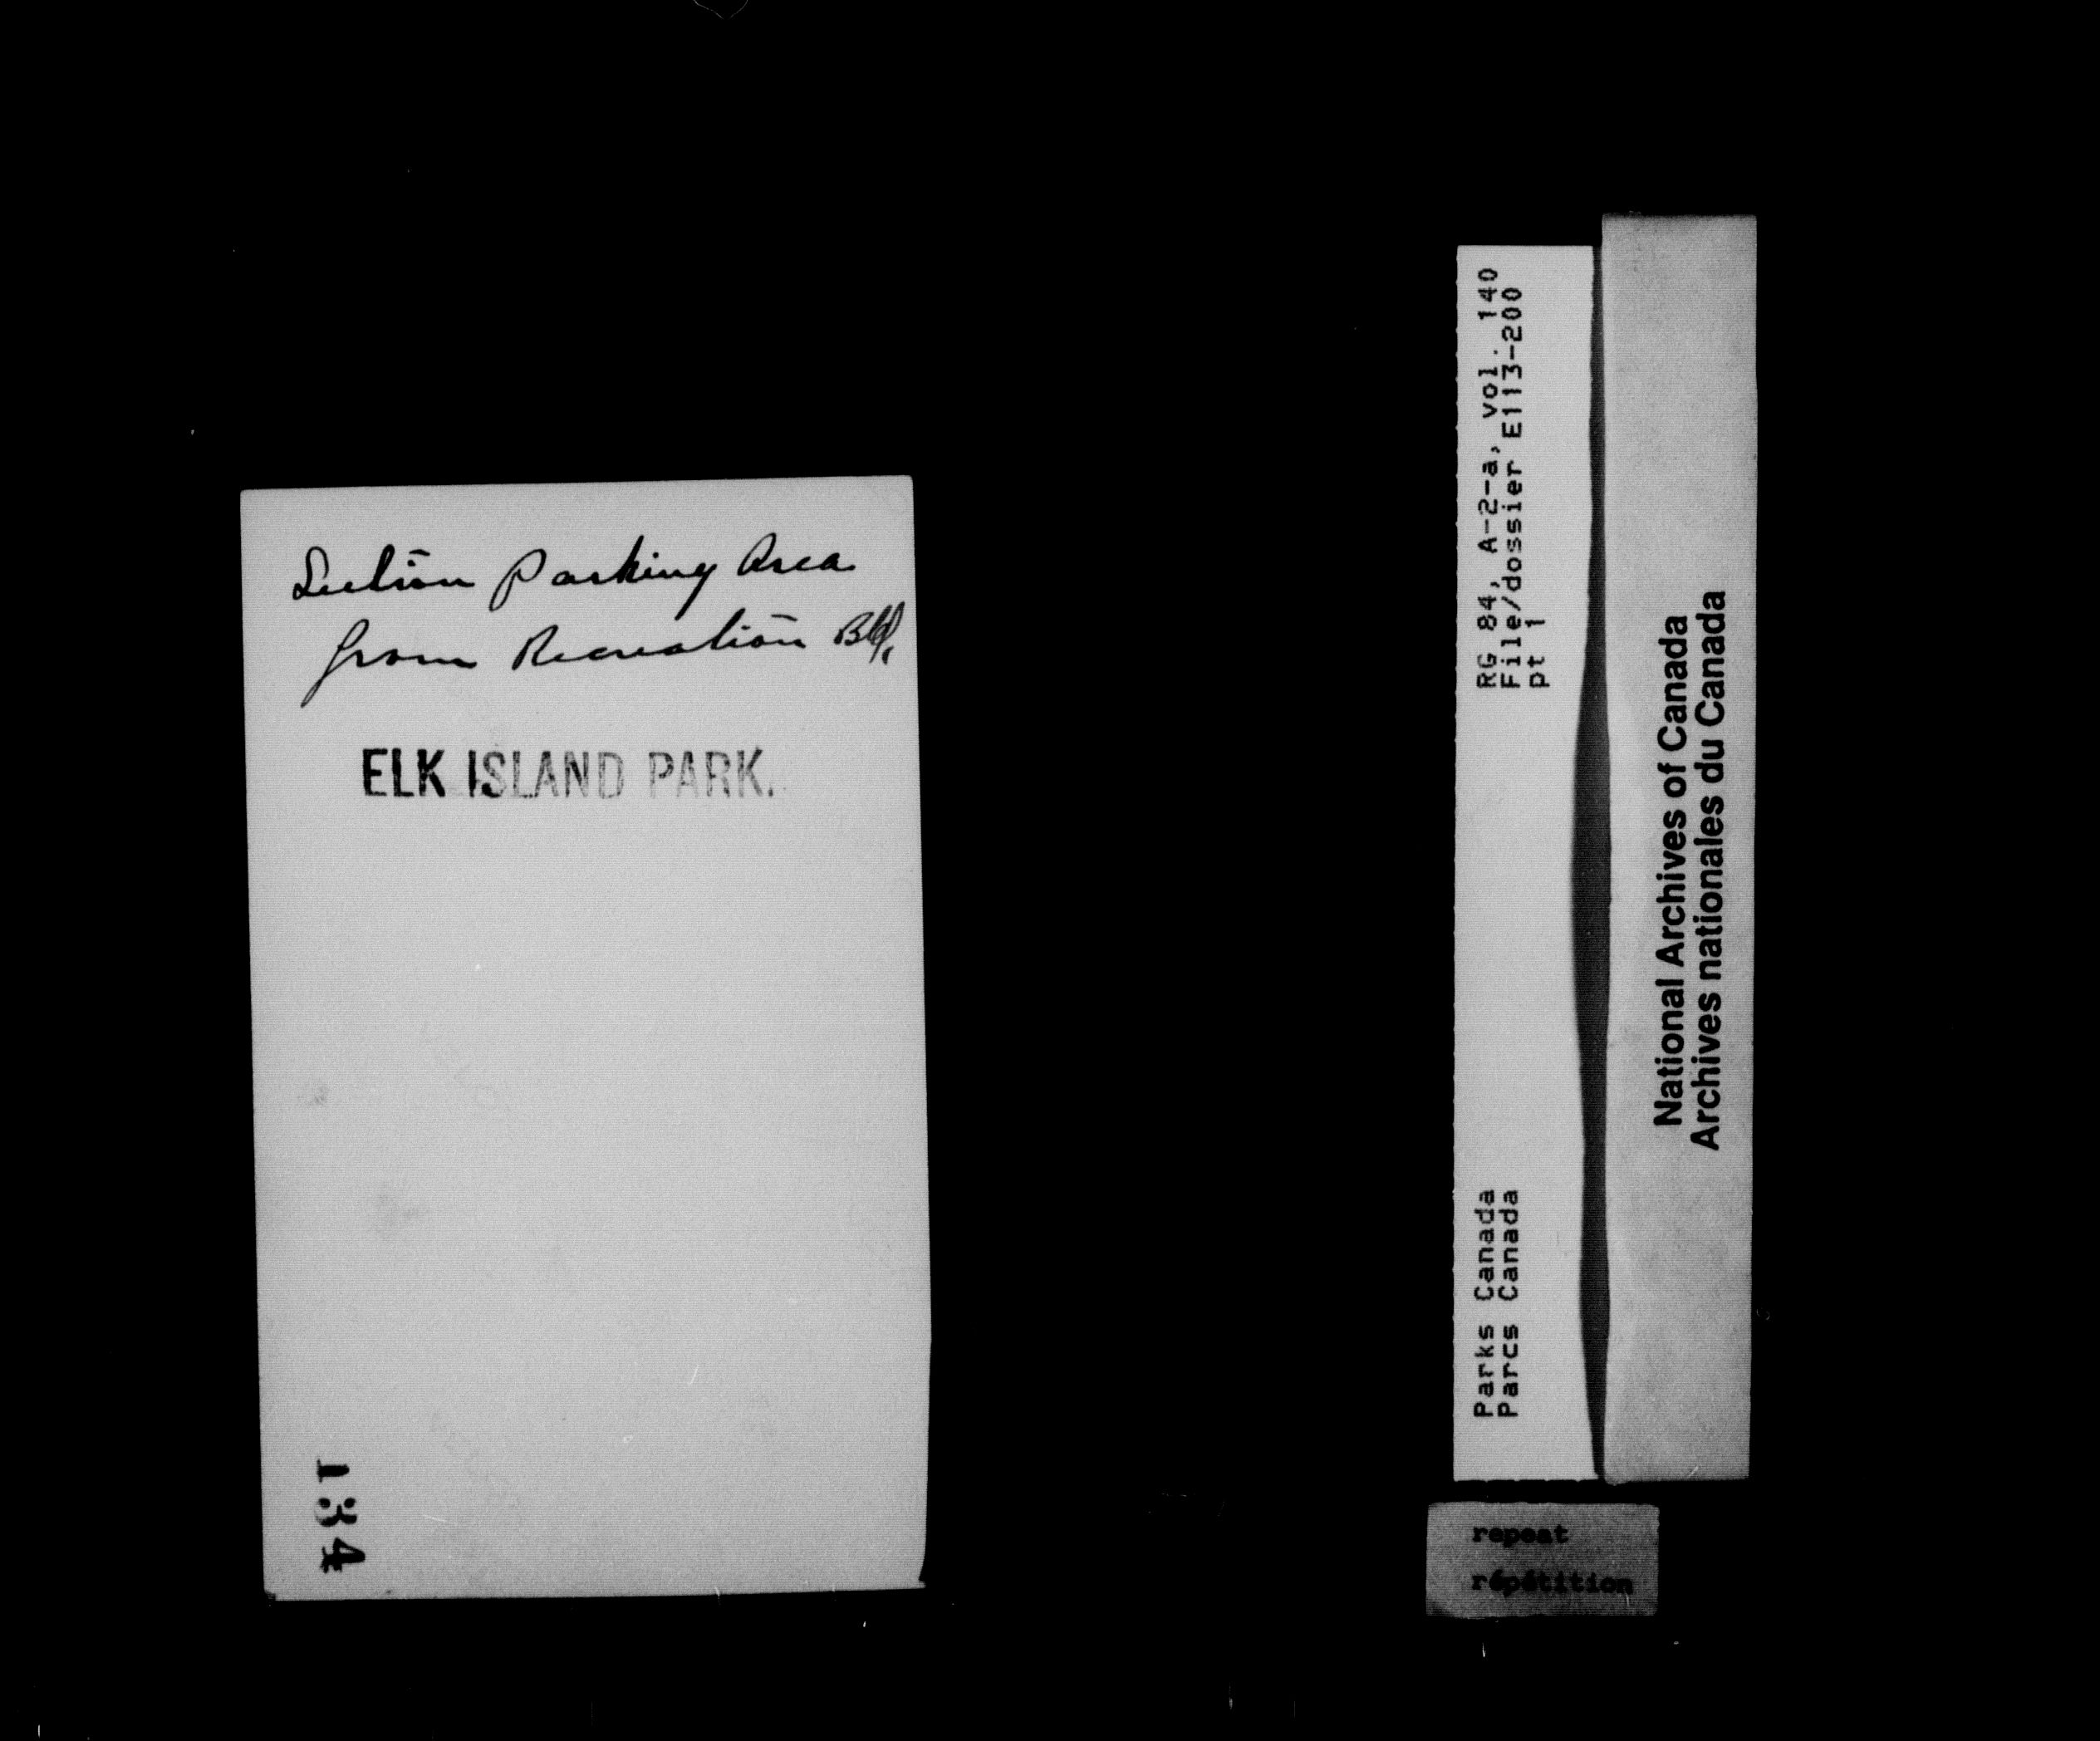 Section Parking Area
from Recreation Bld.
ELK ISLAND PARK.
134
RG 84, A-2-a, vol. 140
File/dossier E113-200
pt 1
Parks Canada
Parcs Canada
National Archives of Canada
Archives nationales du Canada
repeat
répétition